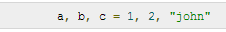 a, b, c = 1, 2, "john"